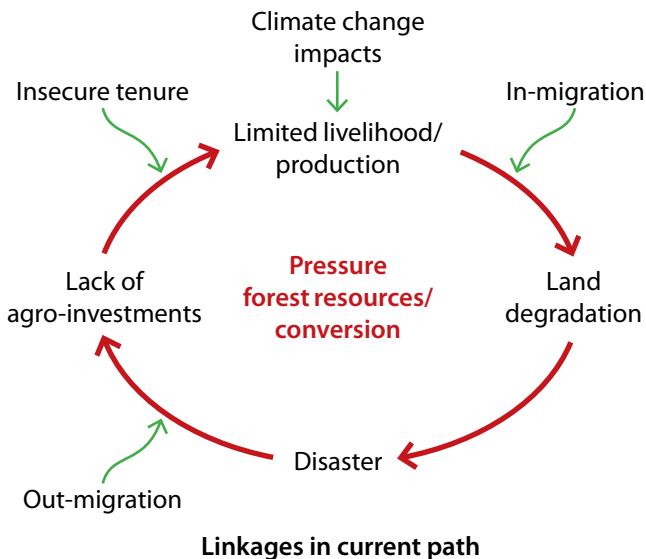 Climate change
impacts
Insecure tenure
In-migration
Limited livelihood/
production
Pressure
forest resources/
conversion
Lack of
agro-investments
Land
degradation
Disaster
Out-migration
Linkages in current path